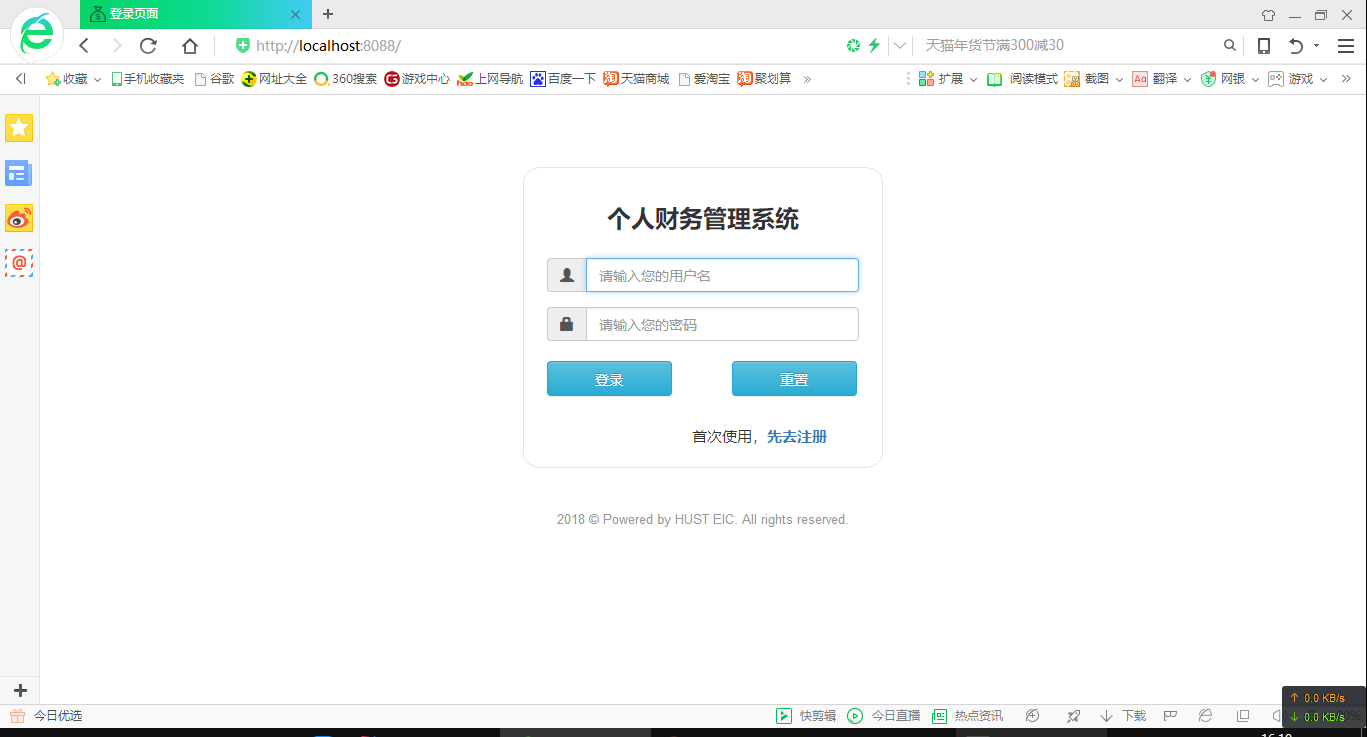 登录页面
http://localhost:8088/
天猫年货节满300减30
收藏 手机收藏夹 谷歌 网址大全 360搜索 游戏中心 上网导航 百度一下 天猫商城 爱淘宝 聚划算 » 扩展 阅读模式 截图 翻译 网银 游戏 »
个人财务管理系统
请输入您的用户名
请输入您的密码
登录 重置
首次使用，先去注册
2018 © Powered by HUST EIC. All rights reserved.
今日优选 快剪辑 今日直播 热点资讯 下载
0.0 KB/s
0.0 KB/s